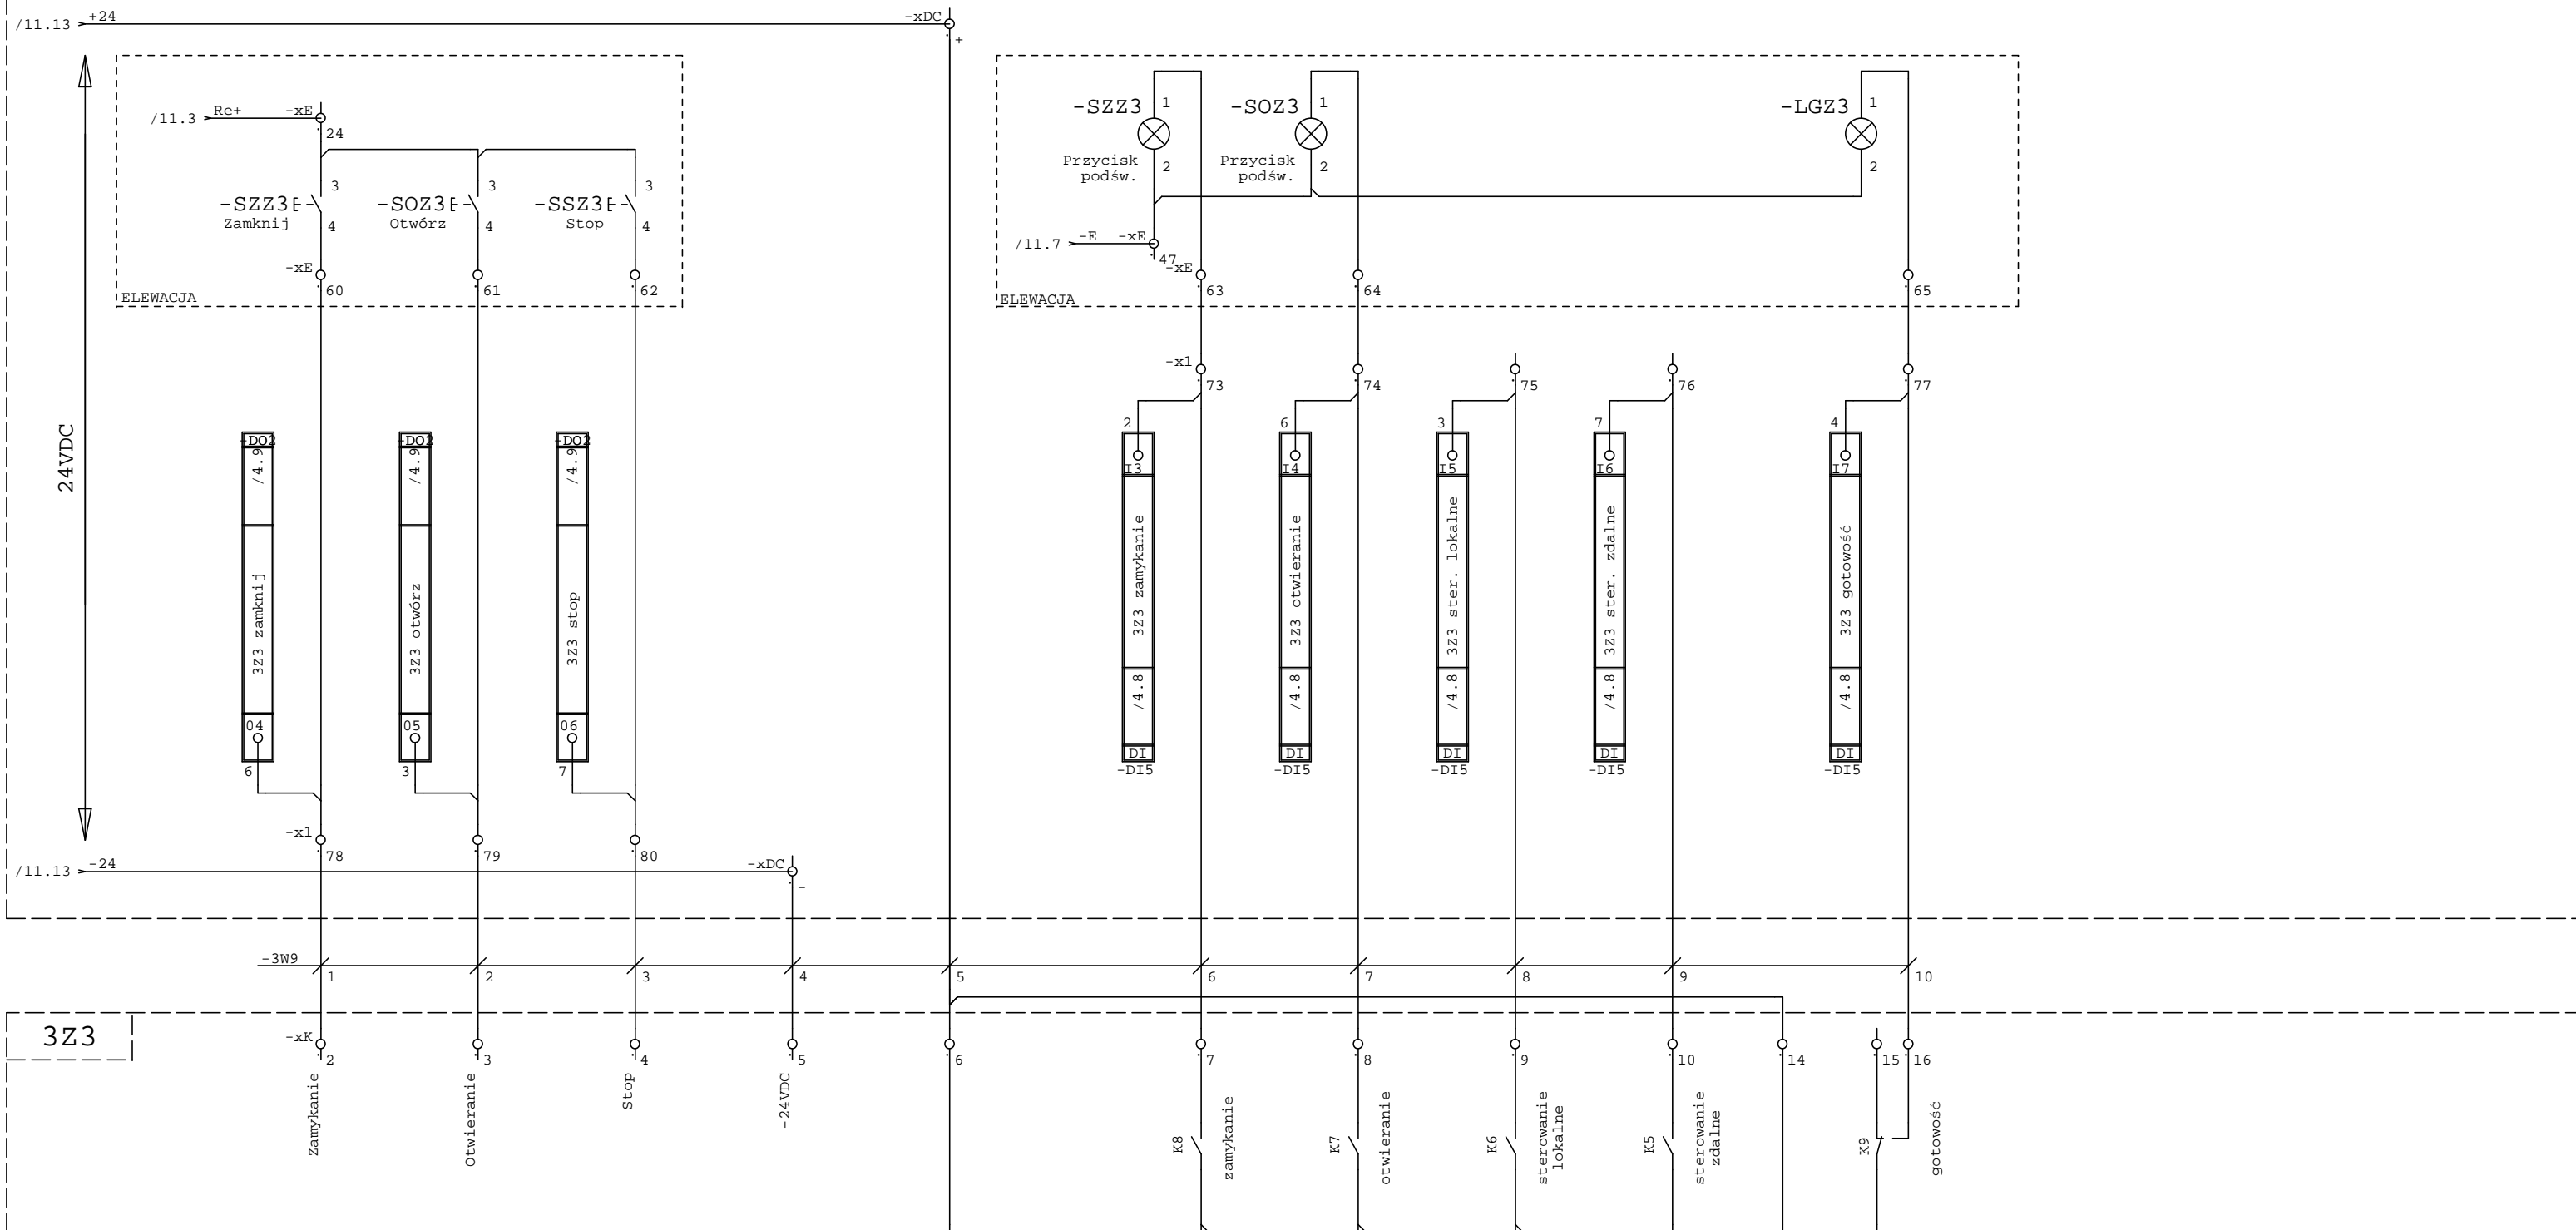 /11.13
+24
-xDC
+
24VDC
/11.3
Re+
-xE
24
3
3
3
-SZZ3
Zamknij
-SOZ3
Otwórz
-SSZ3
Stop
4
4
4
-xE
60
61
62
ELEWACJA
-SZZ3
1
-SOZ3
1
-LGZ3
1
Przycisk
podśw.
2
Przycisk
podśw.
2
2
/11.7
-E
-xE
47
-xE
63
64
65
ELEWACJA
-x1
73
74
75
76
77
-DO2
/4.9
3Z3 zamknij
04
6
-DO2
/4.9
3Z3 otwórz
05
3
-DO2
/4.9
3Z3 stop
06
7
2
I3
3Z3 zamykanie
/4.8
DI
-DI5
6
I4
3Z3 otwieranie
/4.8
DI
-DI5
3
I5
3Z3 ster. lokalne
/4.8
DI
-DI5
7
I6
3Z3 ster. zdalne
/4.8
DI
-DI5
4
I7
3Z3 gotowość
/4.8
DI
-DI5
-x1
78
79
80
/11.13
-24
-xDC
-
-3W9
1
2
3
4
5
6
7
8
9
10
3Z3
-xK
2
3
4
5
6
7
8
9
10
14
15
16
Zamykanie
Otwieranie
Stop
-24VDC
K8
zamykanie
K7
otwieranie
K6
sterowanie
lokalne
K5
sterowanie
zdalne
K9
gotowość